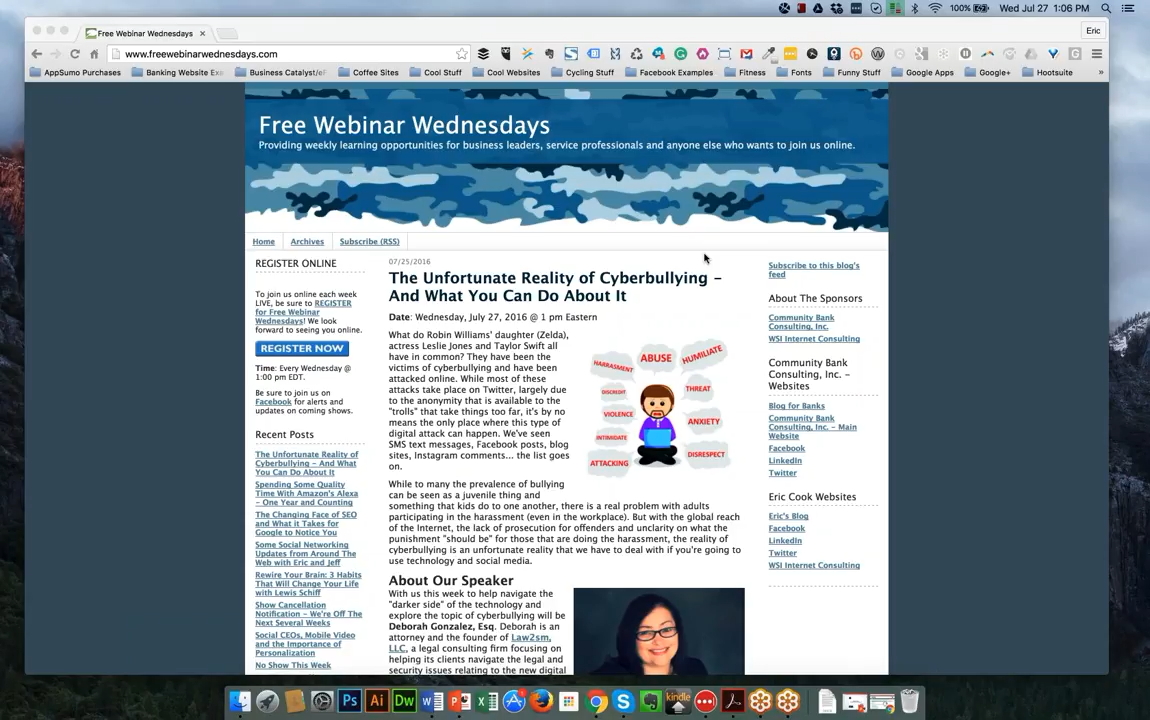 100%
Wed Jul 27 1:06 PM
Free Webinar Wednesdays
Eric
www.freewebinarwednesdays.com
AppSumo Purchases
Banking Website Exa
Business Catalyst/eF
Coffee Sites
Cool Stuff
Cool Websites
Cycling Stuff
Facebook Examples
Fitness
Fonts
Funny Stuff
Google Apps
Google+
Hootsuite
»
Free Webinar Wednesdays
Providing weekly learning opportunities for business leaders, service professionals and anyone else who wants to join us online.
Home
Archives
Subscribe (RSS)
REGISTER ONLINE
To join us online each week
LIVE, be sure to REGISTER
for Free Webinar
Wednesdays! We look
forward to seeing you online.
REGISTER NOW
Time: Every Wednesday @
1:00 pm EDT.
Be sure to join us on
Facebook for alerts and
updates on coming shows.
Recent Posts
The Unfortunate Reality of
Cyberbullying – And What
You Can Do About It
Spending Some Quality
Time With Amazon's Alexa
– One Year and Counting
The Changing Face of SEO
and What it Takes for
Google to Notice You
Some Social Networking
Updates from Around The
Web with Eric and Jeff
Rewire Your Brain: 3 Habits
That Will Change Your Life
with Lewis Schiff
Show Cancellation
Notification – We're Off The
Next Several Weeks
Social CEOs, Mobile Video
and the Importance of
Personalization
No Show This Week
07/25/2016
The Unfortunate Reality of Cyberbullying –
And What You Can Do About It
Date: Wednesday, July 27, 2016 @ 1 pm Eastern
What do Robin Williams' daughter (Zelda),
actress Leslie Jones and Taylor Swift all
have in common? They have been the
victims of cyberbullying and have been
attacked online. While most of these
attacks take place on Twitter, largely due
to the anonymity that is available to the
"trolls" that take things too far, it's by no
means the only place where this type of
digital attack can happen. We've seen
SMS text messages, Facebook posts, blog
sites, Instagram comments... the list goes
on.
HARRASMENT
ABUSE
HUMILIATE
DISCREDIT
THREAT
VIOLENCE
ANXIETY
INTIMIDATE
ATTACKING
DISRESPECT
While to many the prevalence of bullying
can be seen as a juvenile thing and
something that kids do to one another, there is a real problem with adults
participating in the harassment (even in the workplace). But with the global reach
of the Internet, the lack of prosecution for offenders and unclarity on what the
punishment "should be" for those that are doing the harassment, the reality of
cyberbullying is an unfortunate reality that we have to deal with if you're going to
use technology and social media.
About Our Speaker
With us this week to help navigate the
"darker side" of the technology and
explore the topic of cyberbullying will be
Deborah Gonzalez, Esq. Deborah is an
attorney and the founder of Law2sm,
LLC, a legal consulting firm focusing on
helping its clients navigate the legal and
security issues relating to the new digital
Subscribe to this blog's
feed
About The Sponsors
Community Bank
Consulting, Inc.
WSI Internet Consulting
Community Bank
Consulting, Inc. –
Websites
Blog for Banks
Community Bank
Consulting, Inc. – Main
Website
Facebook
LinkedIn
Twitter
Eric Cook Websites
Eric's Blog
Facebook
LinkedIn
Twitter
WSI Internet Consulting
Ps
Ai
Dw
kindle